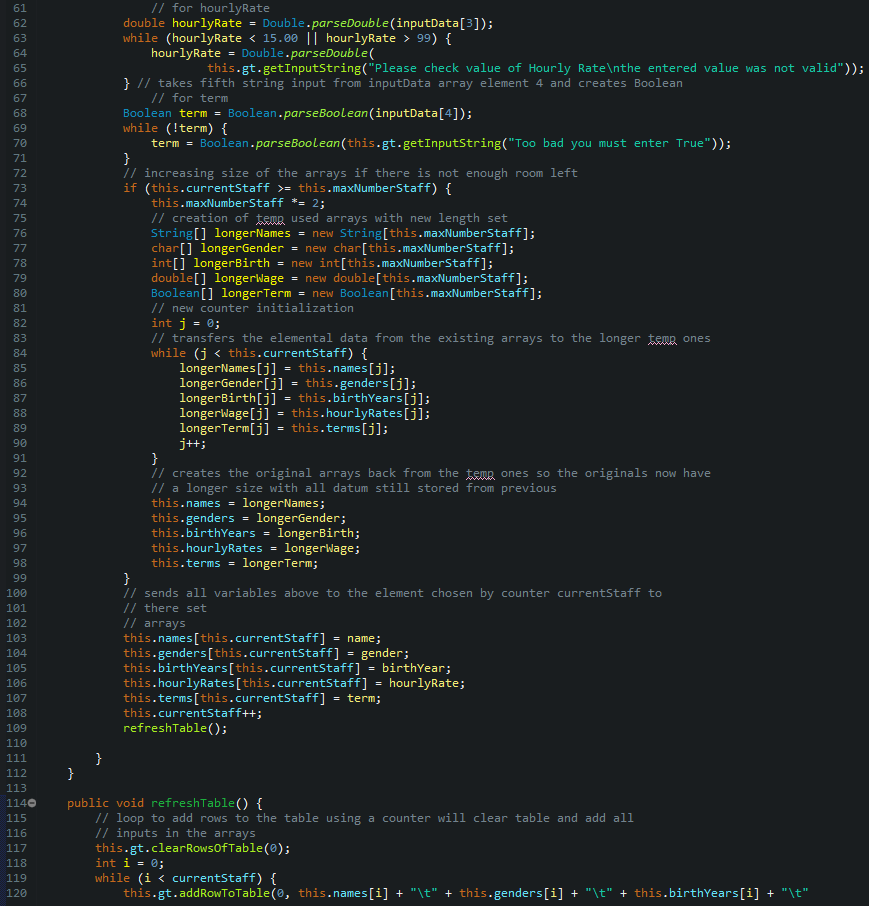 61 // for hourlyRate
62 double hourlyRate = Double.parseDouble(inputData[3]);
63 while (hourlyRate < 15.00 || hourlyRate > 99) {
64 hourlyRate = Double.parseDouble(
65 this.gt.getInputString("Please check value of Hourly Rate\nthe entered value was not valid"));
66 } // takes fifth string input from inputData array element 4 and creates Boolean
67 // for term
68 Boolean term = Boolean.parseBoolean(inputData[4]);
69 while (!term) {
70 term = Boolean.parseBoolean(this.gt.getInputString("Too bad you must enter True"));
71 }
72 // increasing size of the arrays if there is not enough room left
73 if (this.currentStaff >= this.maxNumberStaff) {
74 this.maxNumberStaff *= 2;
75 // creation of temp used arrays with new length set
76 String[] longerNames = new String[this.maxNumberStaff];
77 char[] longerGender = new char[this.maxNumberStaff];
78 int[] longerBirth = new int[this.maxNumberStaff];
79 double[] longerWage = new double[this.maxNumberStaff];
80 Boolean[] longerTerm = new Boolean[this.maxNumberStaff];
81 // new counter initialization
82 int j = 0;
83 // transfers the elemental data from the existing arrays to the longer temp ones
84 while (j < this.currentStaff) {
85 longerNames[j] = this.names[j];
86 longerGender[j] = this.genders[j];
87 longerBirth[j] = this.birthYears[j];
88 longerWage[j] = this.hourlyRates[j];
89 longerTerm[j] = this.terms[j];
90 j++;
91 }
92 // creates the original arrays back from the temp ones so the originals now have
93 // a longer size with all datum still stored from previous
94 this.names = longerNames;
95 this.genders = longerGender;
96 this.birthYears = longerBirth;
97 this.hourlyRates = longerWage;
98 this.terms = longerTerm;
99 }
100 // sends all variables above to the element chosen by counter currentStaff to
101 // there set
102 // arrays
103 this.names[this.currentStaff] = name;
104 this.genders[this.currentStaff] = gender;
105 this.birthYears[this.currentStaff] = birthYear;
106 this.hourlyRates[this.currentStaff] = hourlyRate;
107 this.terms[this.currentStaff] = term;
108 this.currentStaff++;
109 refreshTable();
110
111 }
112 }
113
114 public void refreshTable() {
115 // loop to add rows to the table using a counter will clear table and add all
116 // inputs in the arrays
117 this.gt.clearRowsOfTable(0);
118 int i = 0;
119 while (i < currentStaff) {
120 this.gt.addRowToTable(0, this.names[i] + "\t" + this.genders[i] + "\t" + this.birthYears[i] + "\t"